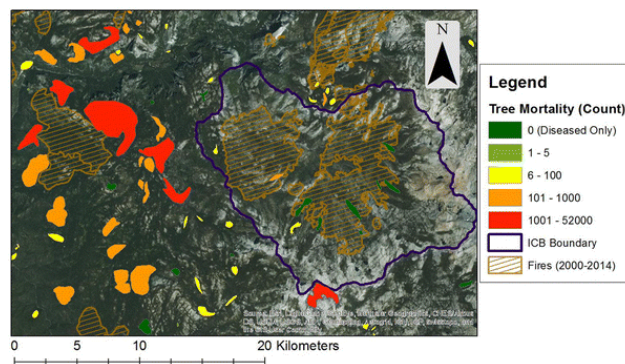 N
Legend
Tree Mortality (Count)
0 (Diseased Only)
1 - 5
6 - 100
101 - 1000
1001 - 52000
ICB Boundary
Fires (2000-2014)
0 5 10 20 Kilometers